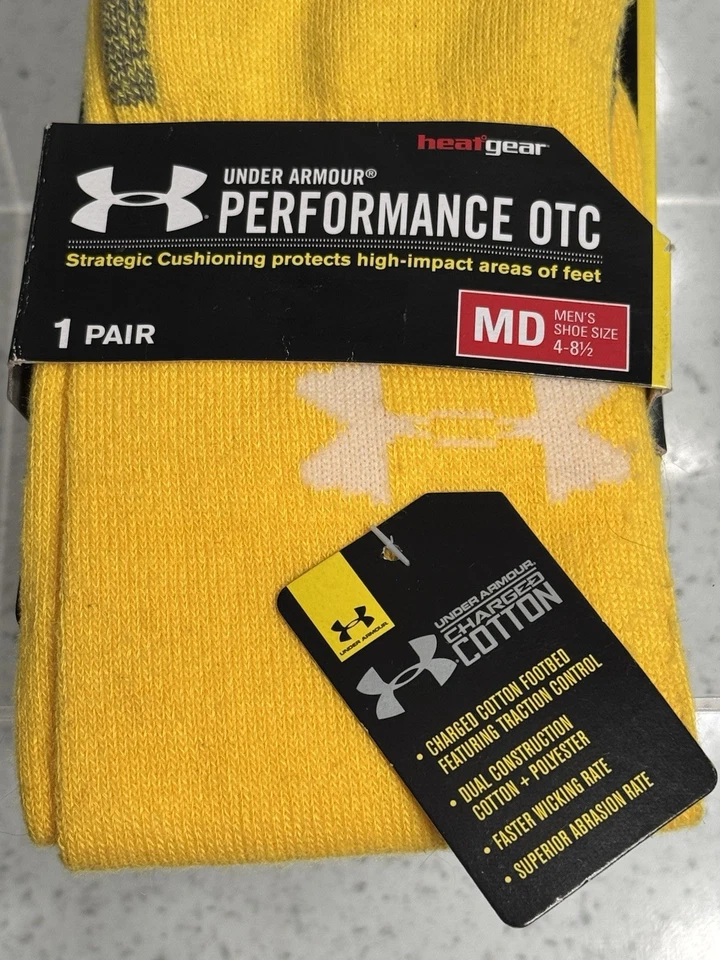 heatgear
UNDER ARMOUR®
PERFORMANCE OTC
Strategic Cushioning protects high-impact areas of feet
1 PAIR
MD
MEN'S
SHOE SIZE
4-8½
UNDER ARMOUR.
UNDER ARMOUR.
CHARGED
COTTON
• CHARGED COTTON FOOTBED
FEATURING TRACTION CONTROL
• DUAL CONSTRUCTION
COTTON + POLYESTER
• FASTER WICKING RATE
• SUPERIOR ABRASION RATE